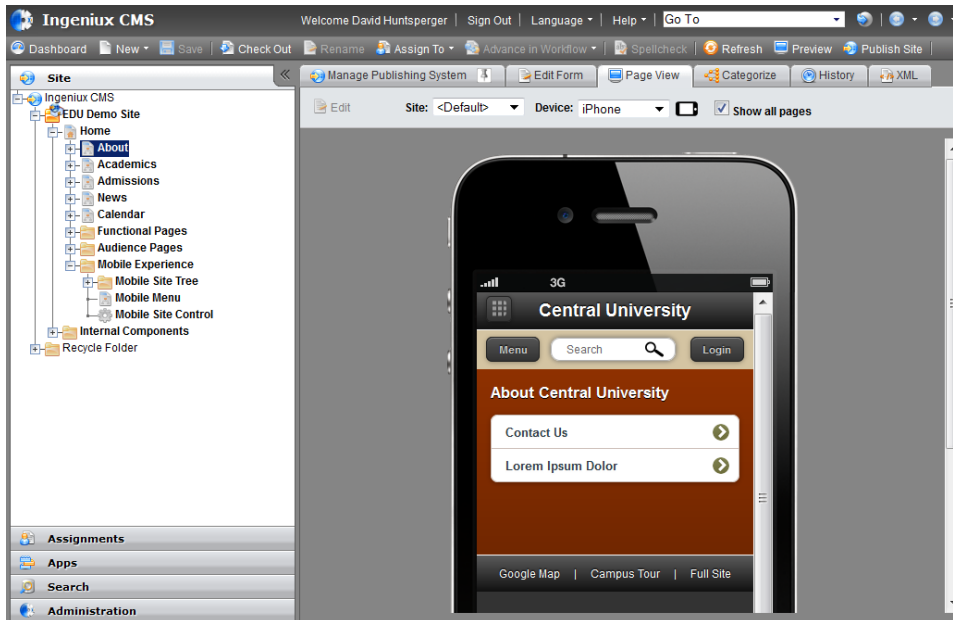 Ingeniux CMS
Welcome David Huntsperger | Sign Out | Language | Help | Go To
Dashboard New Save Check Out Rename Assign To Advance in Workflow Spellcheck Refresh Preview Publish Site
Site
Manage Publishing System Edit Form Page View Categorize History XML
Edit Site: <Default> Device: iPhone Show all pages
Ingeniux CMS
EDU Demo Site
Home
About
Academics
Admissions
News
Calendar
Functional Pages
Audience Pages
Mobile Experience
Mobile Site Tree
Mobile Menu
Mobile Site Control
Internal Components
Recycle Folder
3G
Central University
Menu Search Login
About Central University
Contact Us
Lorem Ipsum Dolor
Google Map | Campus Tour | Full Site
Assignments
Apps
Search
Administration